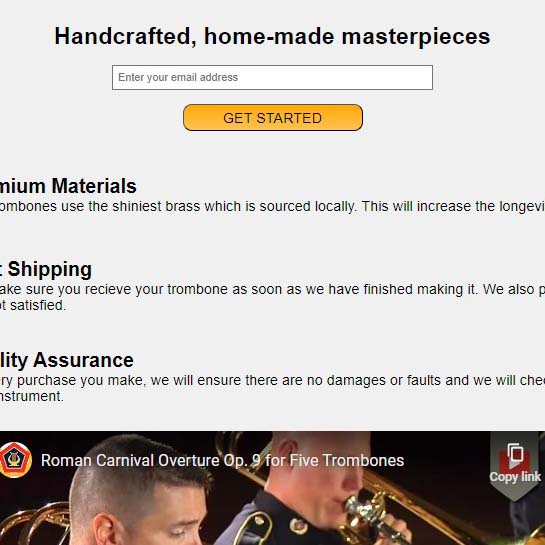 Handcrafted, home-made masterpieces
Enter your email address
GET STARTED
mium Materials
ombones use the shiniest brass which is sourced locally. This will increase the longevi
t Shipping
ake sure you recieve your trombone as soon as we have finished making it. We also p
ot satisfied.
lity Assurance
ry purchase you make, we will ensure there are no damages or faults and we will che
nstrument.
Roman Carnival Overture Op. 9 for Five Trombones
Copy link